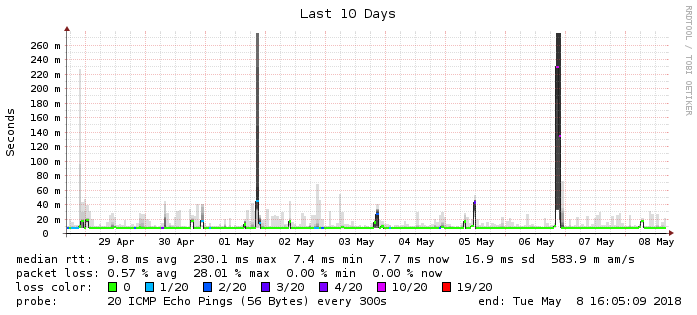 Last 10 Days
RRDTOOL / TOBI OETIKER
Seconds
260 m
240 m
220 m
200 m
180 m
160 m
140 m
120 m
100 m
80 m
60 m
40 m
20 m
0
29 Apr 30 Apr 01 May 02 May 03 May 04 May 05 May 06 May 07 May 08 May
median rtt: 9.8 ms avg 230.1 ms max 7.4 ms min 7.7 ms now 16.9 ms sd 583.9 m am/s
packet loss: 0.57 % avg 28.01 % max 0.00 % min 0.00 % now
loss color: 0 1/20 2/20 3/20 4/20 10/20 19/20
probe: 20 ICMP Echo Pings (56 Bytes) every 300s end: Tue May 8 16:05:09 2018